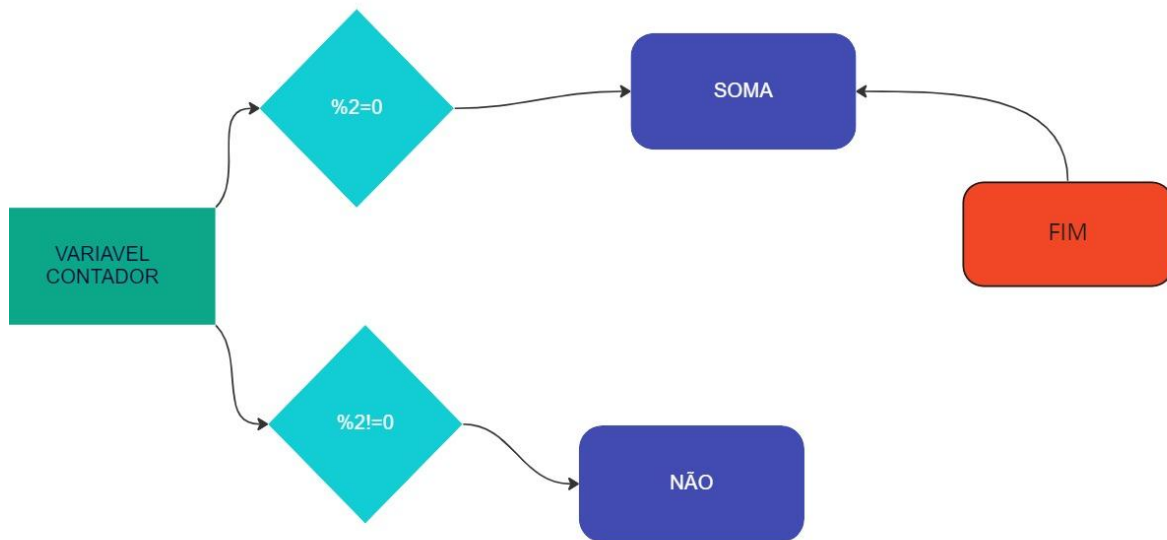 %2=0
SOMA
FIM
VARIAVEL
CONTADOR
%2!=0
NÃO